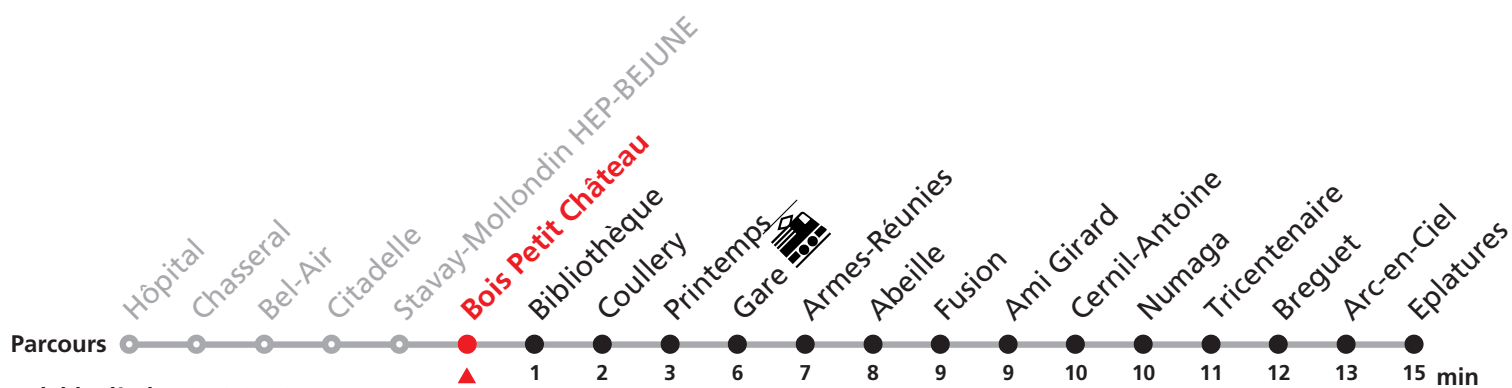 Hôpital
Chasseral
Bel-Air
Citadelle
Stavay-Mollondin HEP-BEJUNE
Bois Petit Château
Bibliothèque
Coullery
Printemps
Gare
Armes-Réunies
Abeille
Fusion
Ami Girard
Cernil-Antoine
Numaga
Tricentenaire
Breguet
Arc-en-Ciel
Eplatures
Parcours
1 2 3 6 7 8 9 9 10 10 11 12 13 15 min